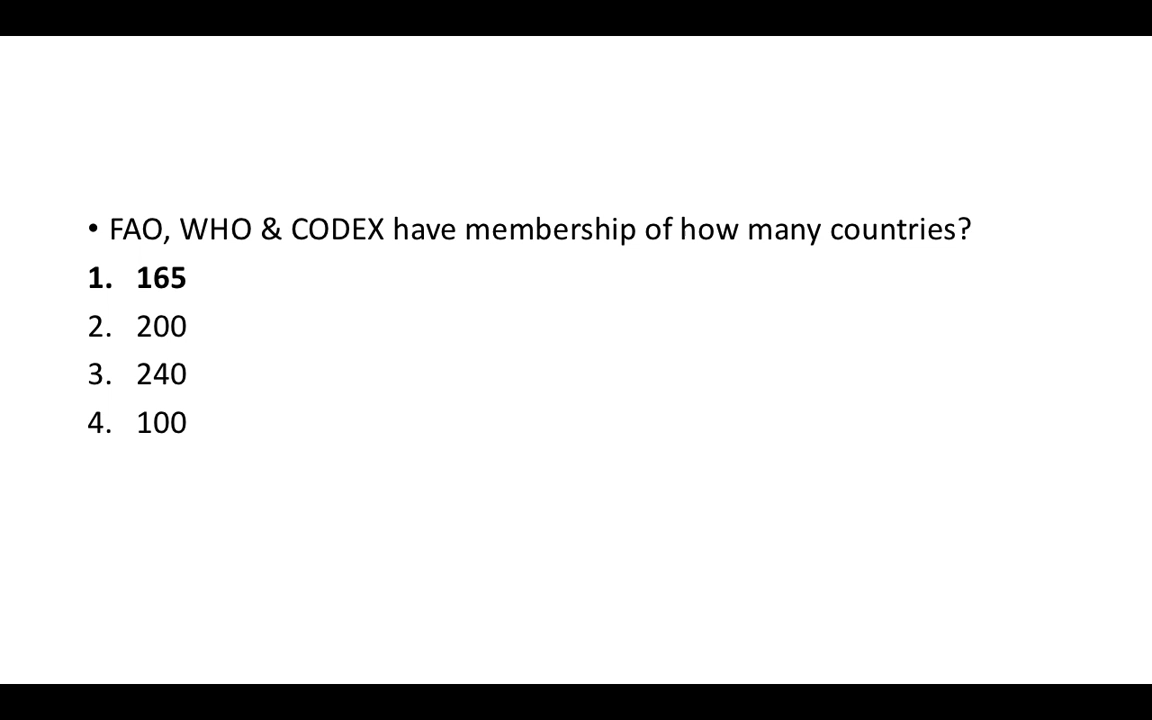 • FAO, WHO & CODEX have membership of how many countries?
1. 165
2. 200
3. 240
4. 100